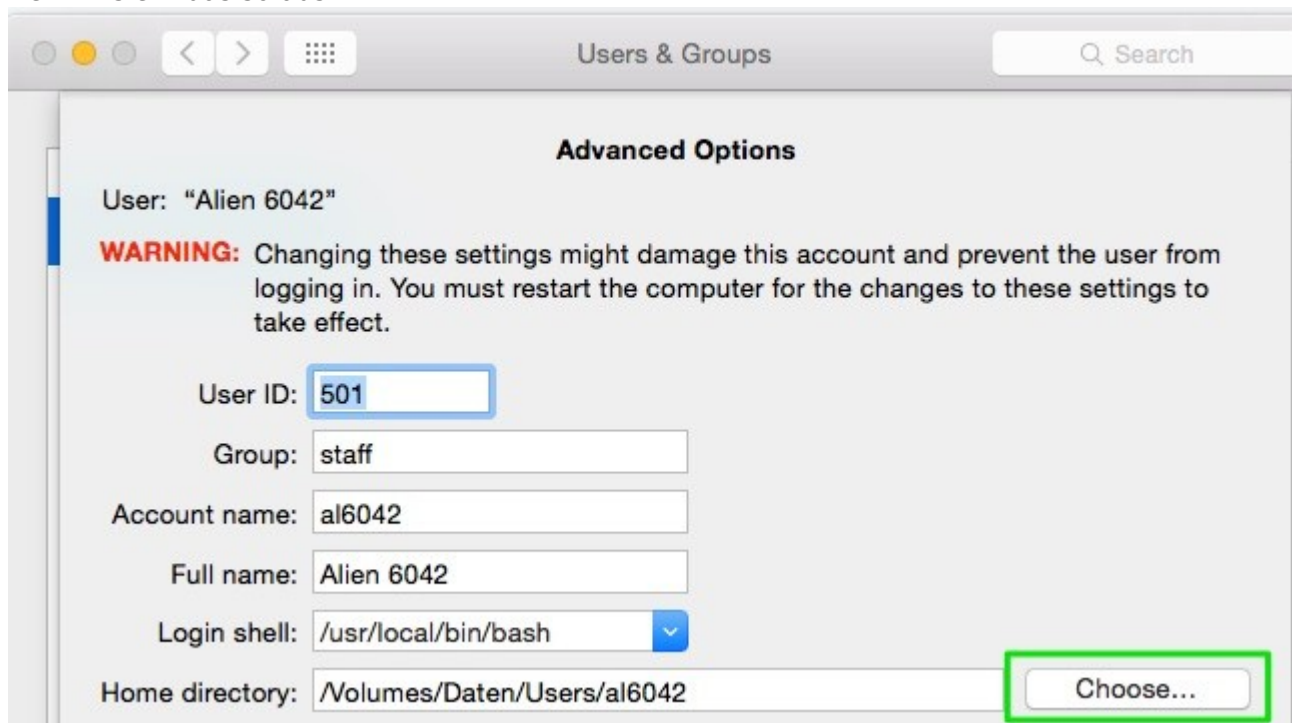 Users & Groups
Search
Advanced Options
User: “Alien 6042”
WARNING: Changing these settings might damage this account and prevent the user from
logging in. You must restart the computer for the changes to these settings to
take effect.
User ID: 501
Group: staff
Account name: al6042
Full name: Alien 6042
Login shell: /usr/local/bin/bash
Home directory: /Volumes/Daten/Users/al6042 Choose...